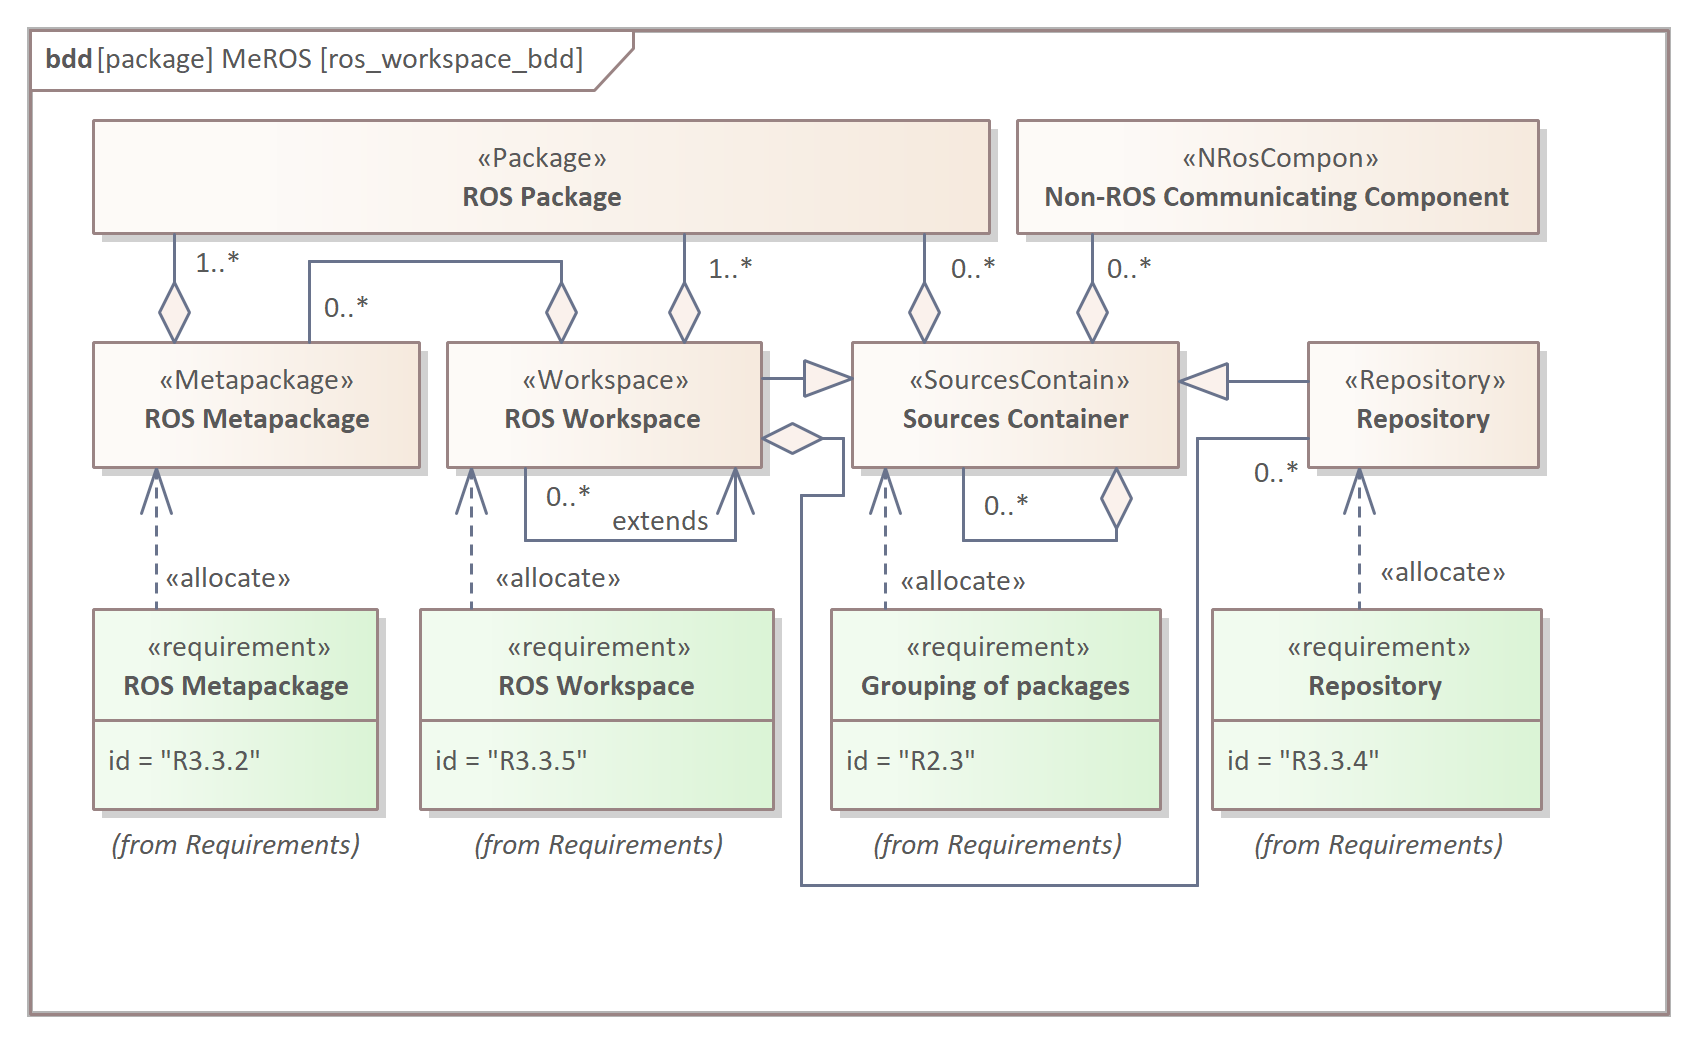 bdd [package] MeROS [ros_workspace_bdd]
«Package»
ROS Package
«NRosCompon»
Non-ROS Communicating Component
1..*
0..*
1..*
0..*
0..*
«Metapackage»
ROS Metapackage
«Workspace»
ROS Workspace
«SourcesContain»
Sources Container
«Repository»
Repository
0..*
extends
0..*
0..*
«allocate»
«allocate»
«allocate»
«allocate»
«requirement»
ROS Metapackage
id = "R3.3.2"
(from Requirements)
«requirement»
ROS Workspace
id = "R3.3.5"
(from Requirements)
«requirement»
Grouping of packages
id = "R2.3"
(from Requirements)
«requirement»
Repository
id = "R3.3.4"
(from Requirements)